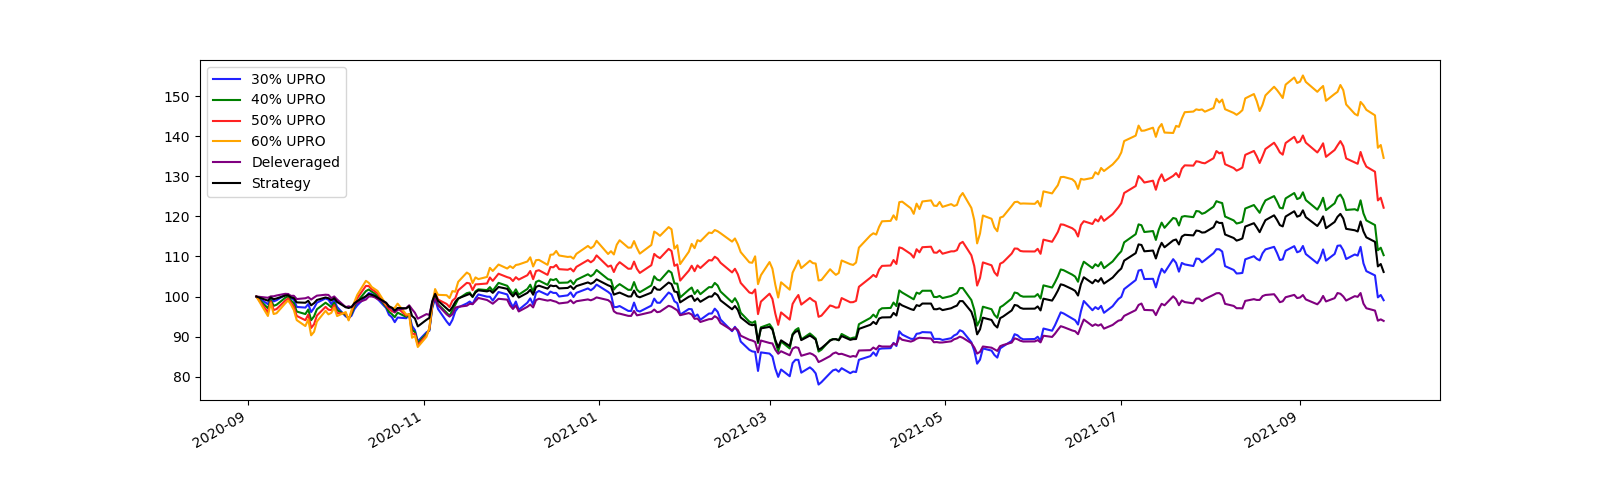 30% UPRO
40% UPRO
50% UPRO
60% UPRO
Deleveraged
Strategy
150
140
130
120
110
100
90
80
2020-09
2020-11
2021-01
2021-03
2021-05
2021-07
2021-09